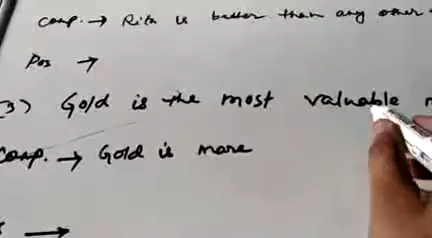 Comp. → Rita is better than any other
Pos →
(3) Gold is the most valuable
Comp. → Gold is more
→